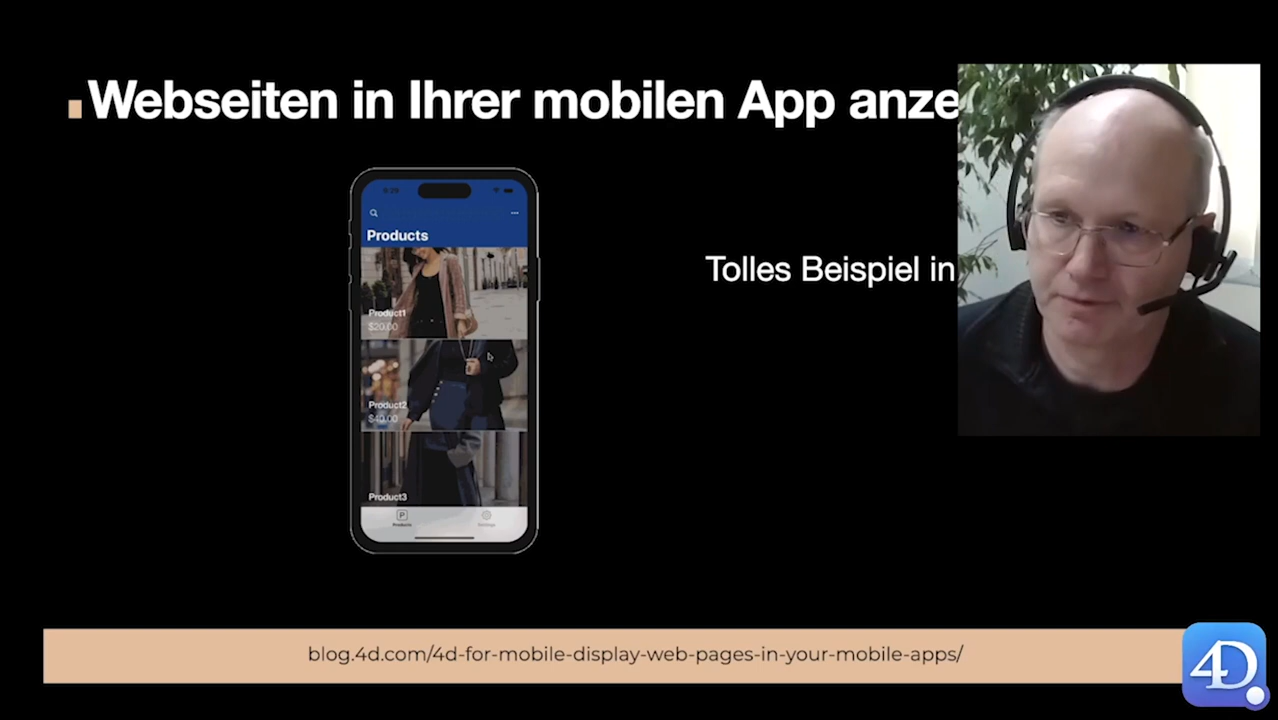 Webseiten in Ihrer mobilen App anze
Products
Product1
$20.00
Tolles Beispiel in
Product2
$40.00
Product3
P
Products
Settings
blog.4d.com/4d-for-mobile-display-web-pages-in-your-mobile-apps/
4D